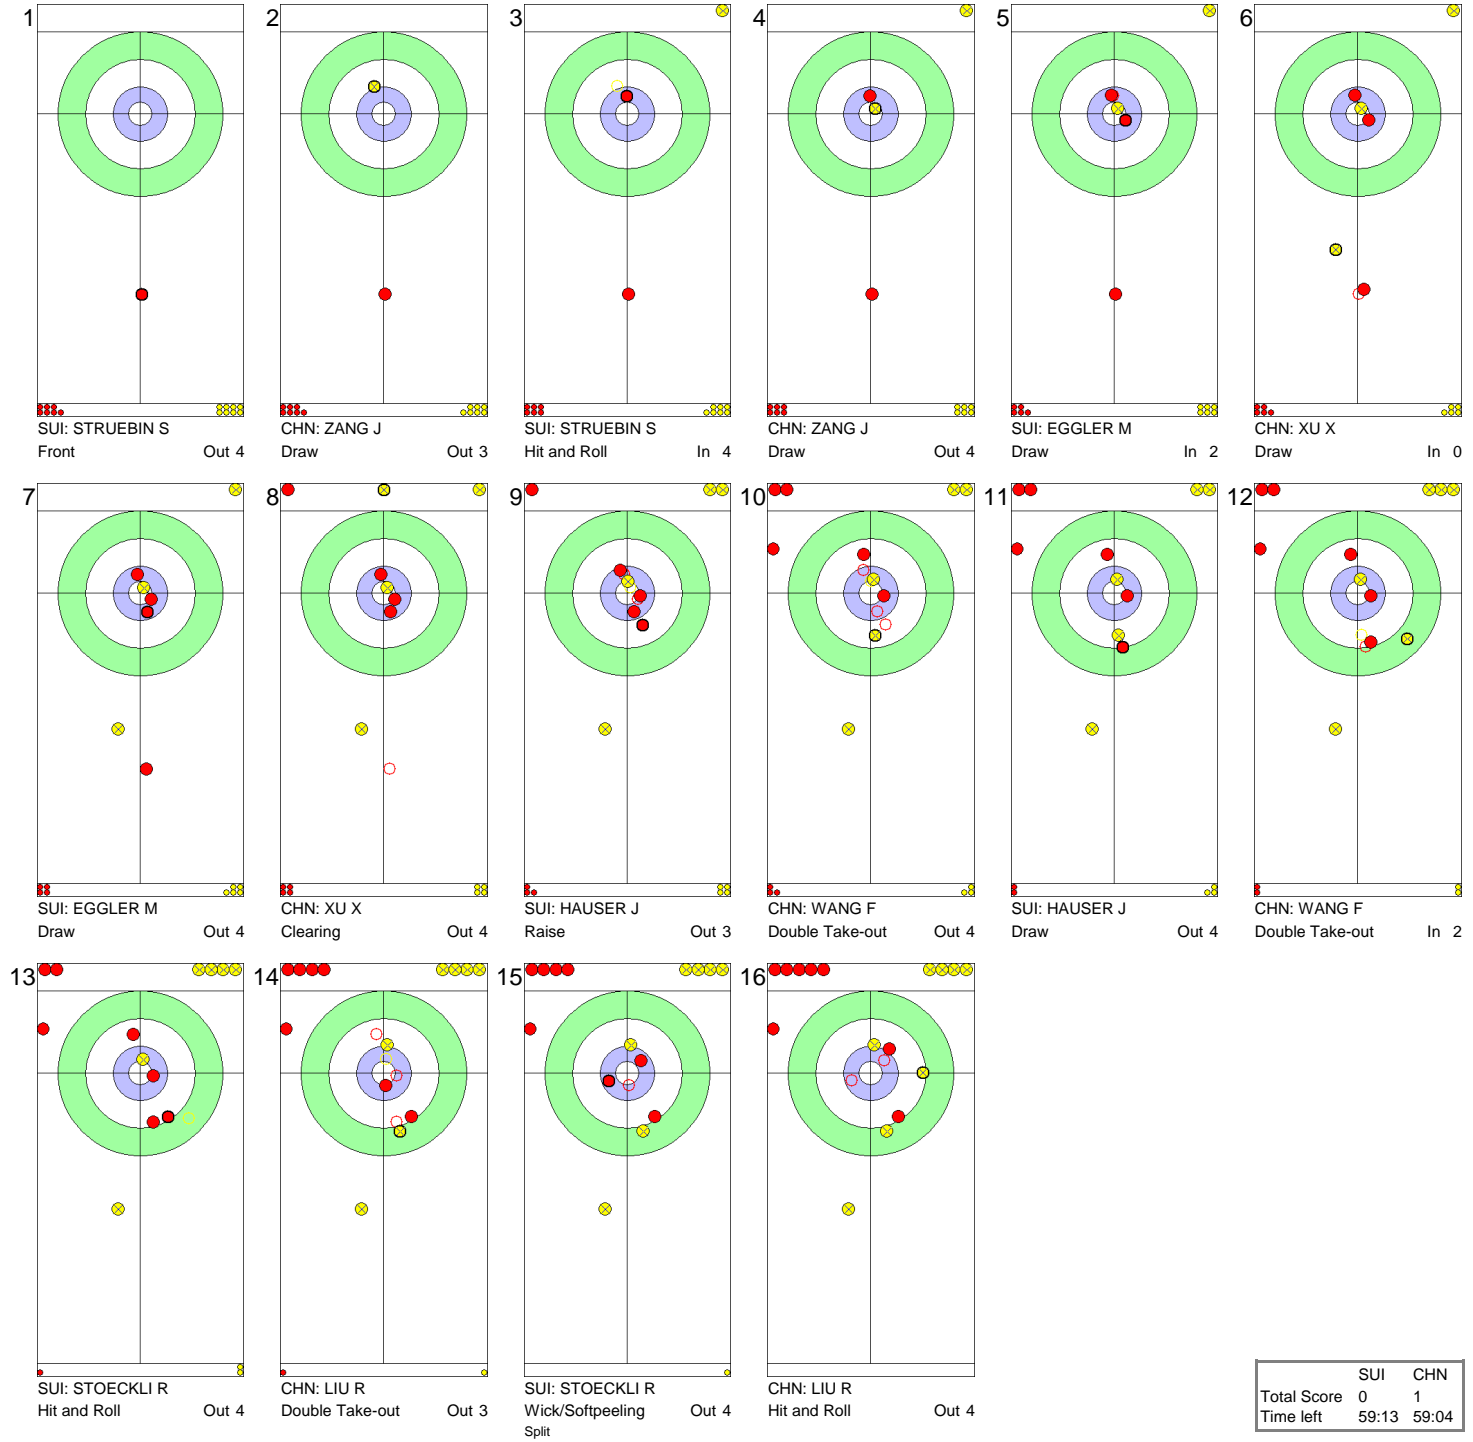 1
SUI: STRUEBIN S
Front Out 4
2
CHN: ZANG J
Draw Out 3
3
SUI: STRUEBIN S
Hit and Roll In 4
4
CHN: ZANG J
Draw Out 4
5
SUI: EGGLER M
Draw In 2
6
CHN: XU X
Draw In 0
7
SUI: EGGLER M
Draw Out 4
8
CHN: XU X
Clearing Out 4
9
SUI: HAUSER J
Raise Out 3
10
CHN: WANG F
Double Take-out Out 4
11
SUI: HAUSER J
Draw Out 4
12
CHN: WANG F
Double Take-out In 2
13
SUI: STOECKLI R
Hit and Roll Out 4
14
CHN: LIU R
Double Take-out Out 3
15
SUI: STOECKLI R
Wick/Softpeeling Out 4
Split
16
CHN: LIU R
Hit and Roll Out 4
SUI CHN
Total Score 0 1
Time left 59:13 59:04